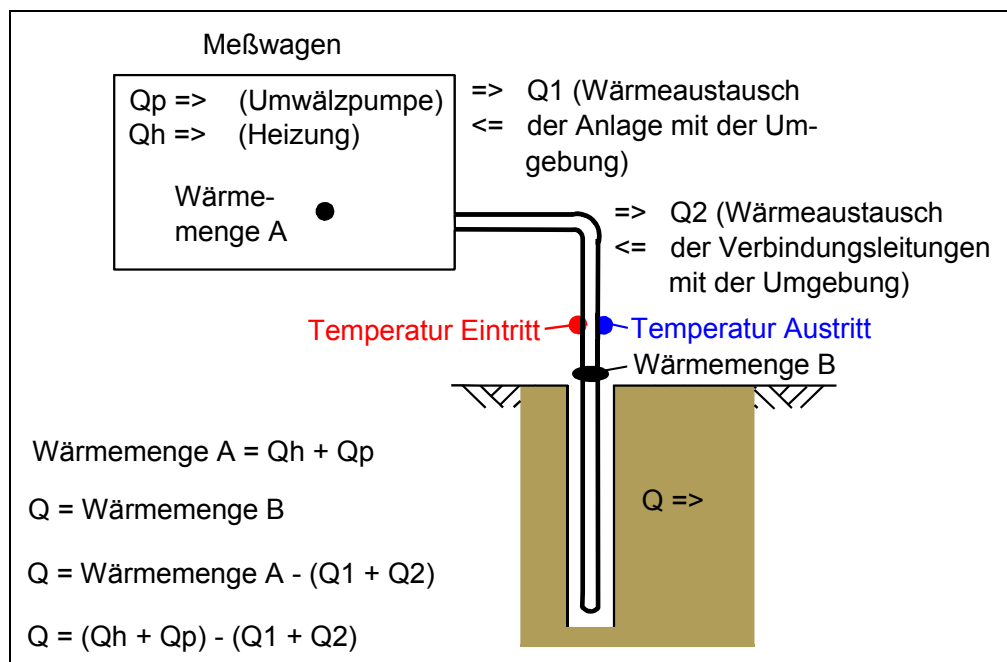 Meßwagen
Qp => (Umwälzpumpe)
Qh => (Heizung)
Wärme-
menge A
=> Q1 (Wärmeaustausch
<= der Anlage mit der Um-
gebung)
=> Q2 (Wärmeaustausch
<= der Verbindungsleitungen
mit der Umgebung)
Temperatur Eintritt
Temperatur Austritt
Wärmemenge B
Wärmemenge A = Qh + Qp
Q = Wärmemenge B
Q = Wärmemenge A - (Q1 + Q2)
Q = (Qh + Qp) - (Q1 + Q2)
Q =>